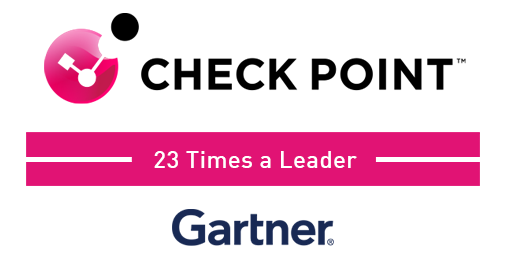 CHECK POINT™
23 Times a Leader
Gartner®